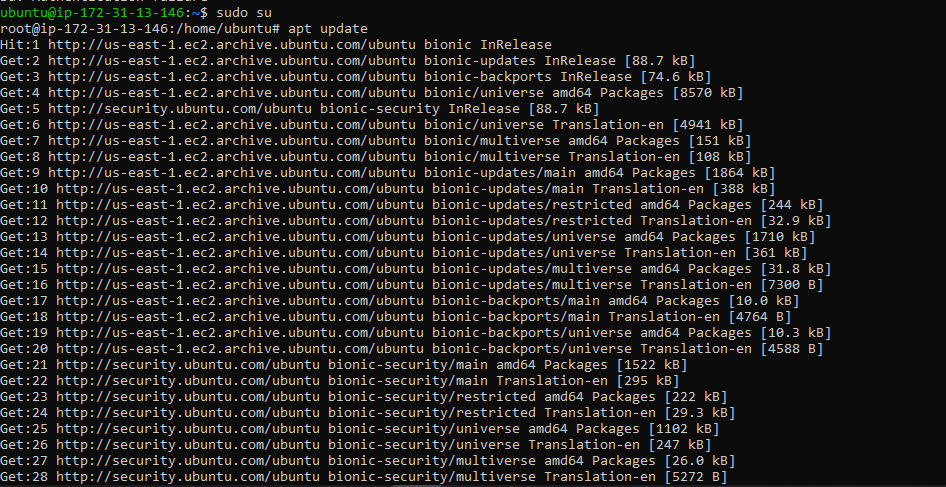 su: Authentication failure
ubuntu@ip-172-31-13-146:~$ sudo su
root@ip-172-31-13-146:/home/ubuntu# apt update
Hit:1 http://us-east-1.ec2.archive.ubuntu.com/ubuntu bionic InRelease
Get:2 http://us-east-1.ec2.archive.ubuntu.com/ubuntu bionic-updates InRelease [88.7 kB]
Get:3 http://us-east-1.ec2.archive.ubuntu.com/ubuntu bionic-backports InRelease [74.6 kB]
Get:4 http://us-east-1.ec2.archive.ubuntu.com/ubuntu bionic/universe amd64 Packages [8570 kB]
Get:5 http://security.ubuntu.com/ubuntu bionic-security InRelease [88.7 kB]
Get:6 http://us-east-1.ec2.archive.ubuntu.com/ubuntu bionic/universe Translation-en [4941 kB]
Get:7 http://us-east-1.ec2.archive.ubuntu.com/ubuntu bionic/multiverse amd64 Packages [151 kB]
Get:8 http://us-east-1.ec2.archive.ubuntu.com/ubuntu bionic/multiverse Translation-en [108 kB]
Get:9 http://us-east-1.ec2.archive.ubuntu.com/ubuntu bionic-updates/main amd64 Packages [1864 kB]
Get:10 http://us-east-1.ec2.archive.ubuntu.com/ubuntu bionic-updates/main Translation-en [388 kB]
Get:11 http://us-east-1.ec2.archive.ubuntu.com/ubuntu bionic-updates/restricted amd64 Packages [244 kB]
Get:12 http://us-east-1.ec2.archive.ubuntu.com/ubuntu bionic-updates/restricted Translation-en [32.9 kB]
Get:13 http://us-east-1.ec2.archive.ubuntu.com/ubuntu bionic-updates/universe amd64 Packages [1710 kB]
Get:14 http://us-east-1.ec2.archive.ubuntu.com/ubuntu bionic-updates/universe Translation-en [361 kB]
Get:15 http://us-east-1.ec2.archive.ubuntu.com/ubuntu bionic-updates/multiverse amd64 Packages [31.8 kB]
Get:16 http://us-east-1.ec2.archive.ubuntu.com/ubuntu bionic-updates/multiverse Translation-en [7300 B]
Get:17 http://us-east-1.ec2.archive.ubuntu.com/ubuntu bionic-backports/main amd64 Packages [10.0 kB]
Get:18 http://us-east-1.ec2.archive.ubuntu.com/ubuntu bionic-backports/main Translation-en [4764 B]
Get:19 http://us-east-1.ec2.archive.ubuntu.com/ubuntu bionic-backports/universe amd64 Packages [10.3 kB]
Get:20 http://us-east-1.ec2.archive.ubuntu.com/ubuntu bionic-backports/universe Translation-en [4588 B]
Get:21 http://security.ubuntu.com/ubuntu bionic-security/main amd64 Packages [1522 kB]
Get:22 http://security.ubuntu.com/ubuntu bionic-security/main Translation-en [295 kB]
Get:23 http://security.ubuntu.com/ubuntu bionic-security/restricted amd64 Packages [222 kB]
Get:24 http://security.ubuntu.com/ubuntu bionic-security/restricted Translation-en [29.3 kB]
Get:25 http://security.ubuntu.com/ubuntu bionic-security/universe amd64 Packages [1102 kB]
Get:26 http://security.ubuntu.com/ubuntu bionic-security/universe Translation-en [247 kB]
Get:27 http://security.ubuntu.com/ubuntu bionic-security/multiverse amd64 Packages [26.0 kB]
Get:28 http://security.ubuntu.com/ubuntu bionic-security/multiverse Translation-en [5272 B]